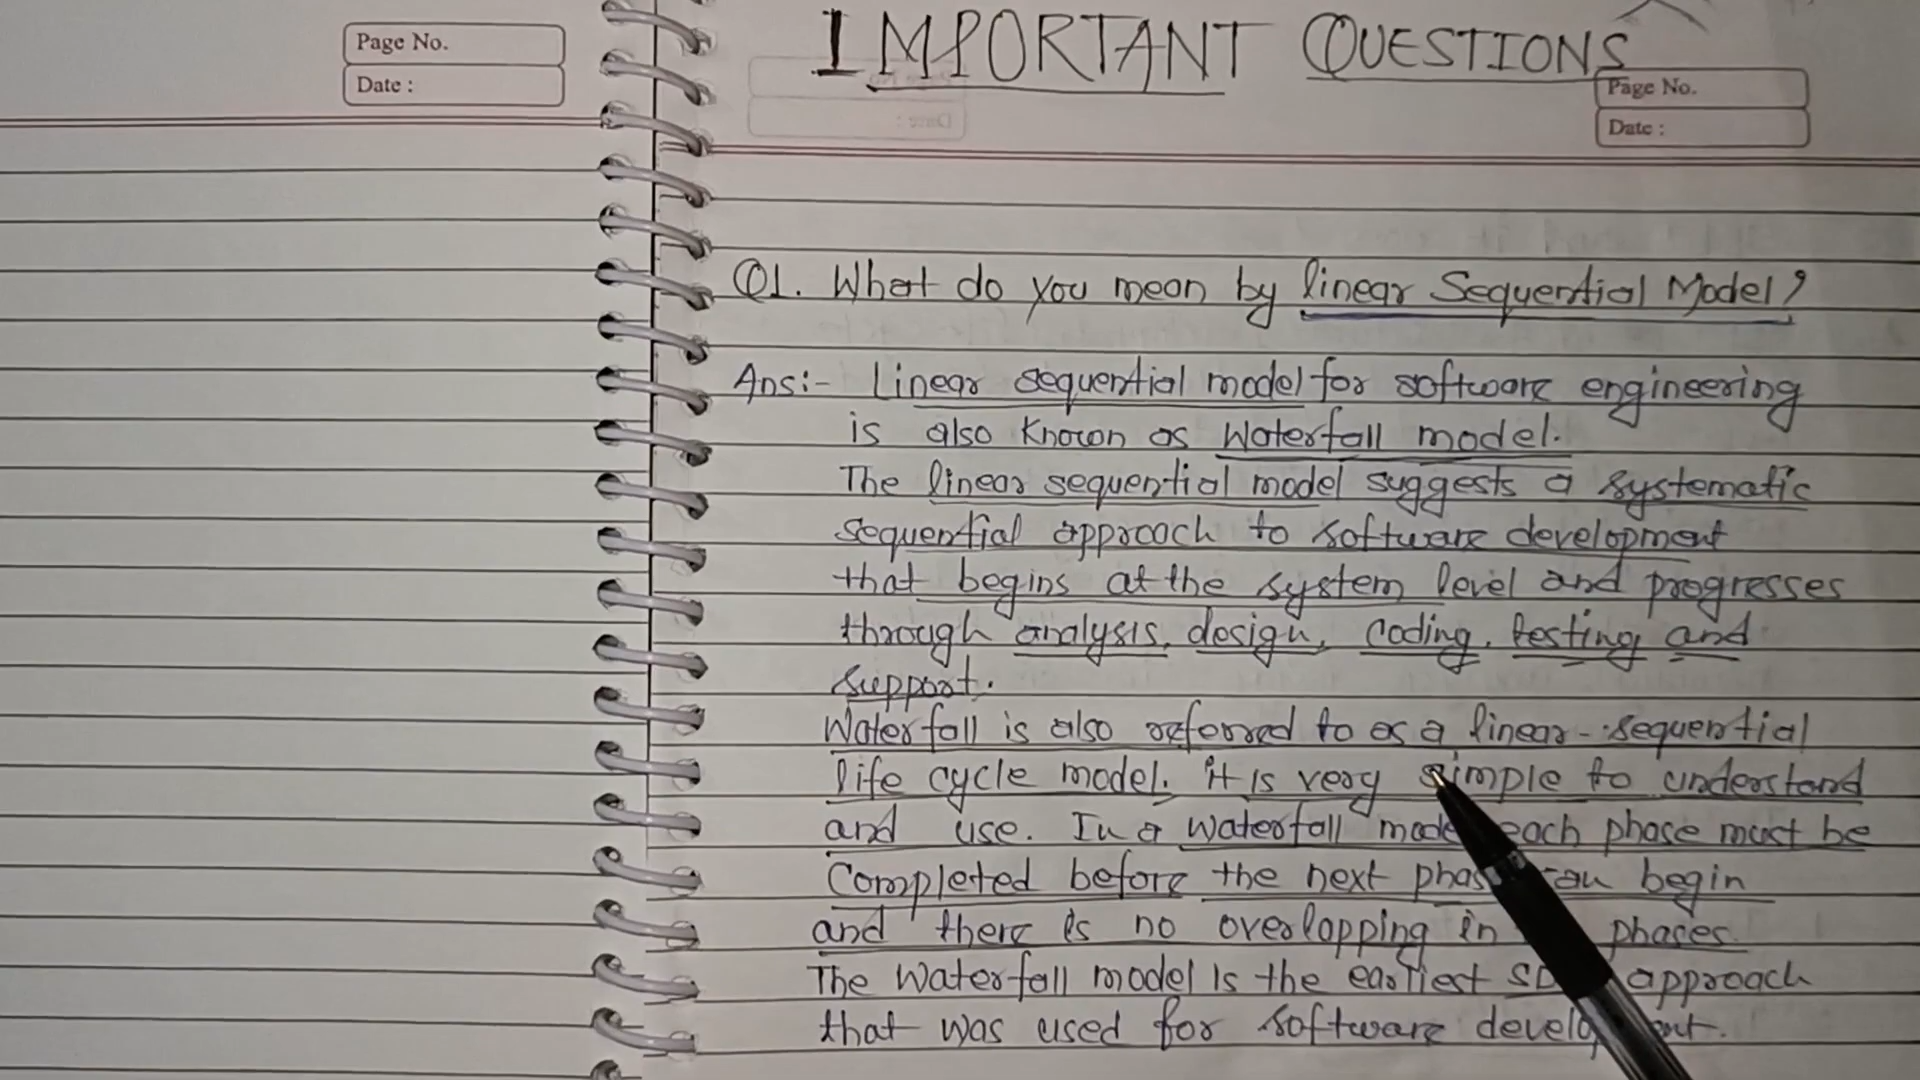 IMPORTANT QUESTIONS
Page No.
Date :
Page No.
Date :
Q1. What do you mean by linear Sequential Model?
Ans:- Linear sequential model for software engineering
is also known as Waterfall model.
The linear sequential model suggests a systematic
sequential approach to software development
that begins at the system level and progresses
through analysis, design, coding, testing and
support.
Waterfall is also referred to as a linear-sequential
life cycle model. It is very simple to understand
and use. In a waterfall each phase must be
Completed before the next begin
and there is no overlapping in phases.
The Waterfall model is the earliest approach
that was used for software